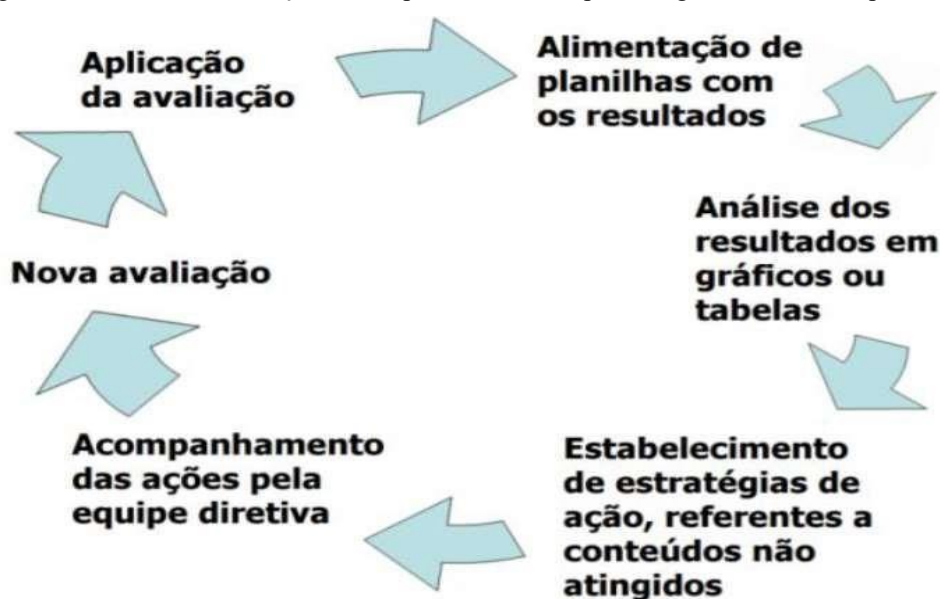 Aplicação
da avaliação
Alimentação de
planilhas com
os resultados
Análise dos
resultados em
gráficos ou
tabelas
Estabelecimento
de estratégias de
ação, referentes a
conteúdos não
atingidos
Acompanhamento
das ações pela
equipe diretiva
Nova avaliação